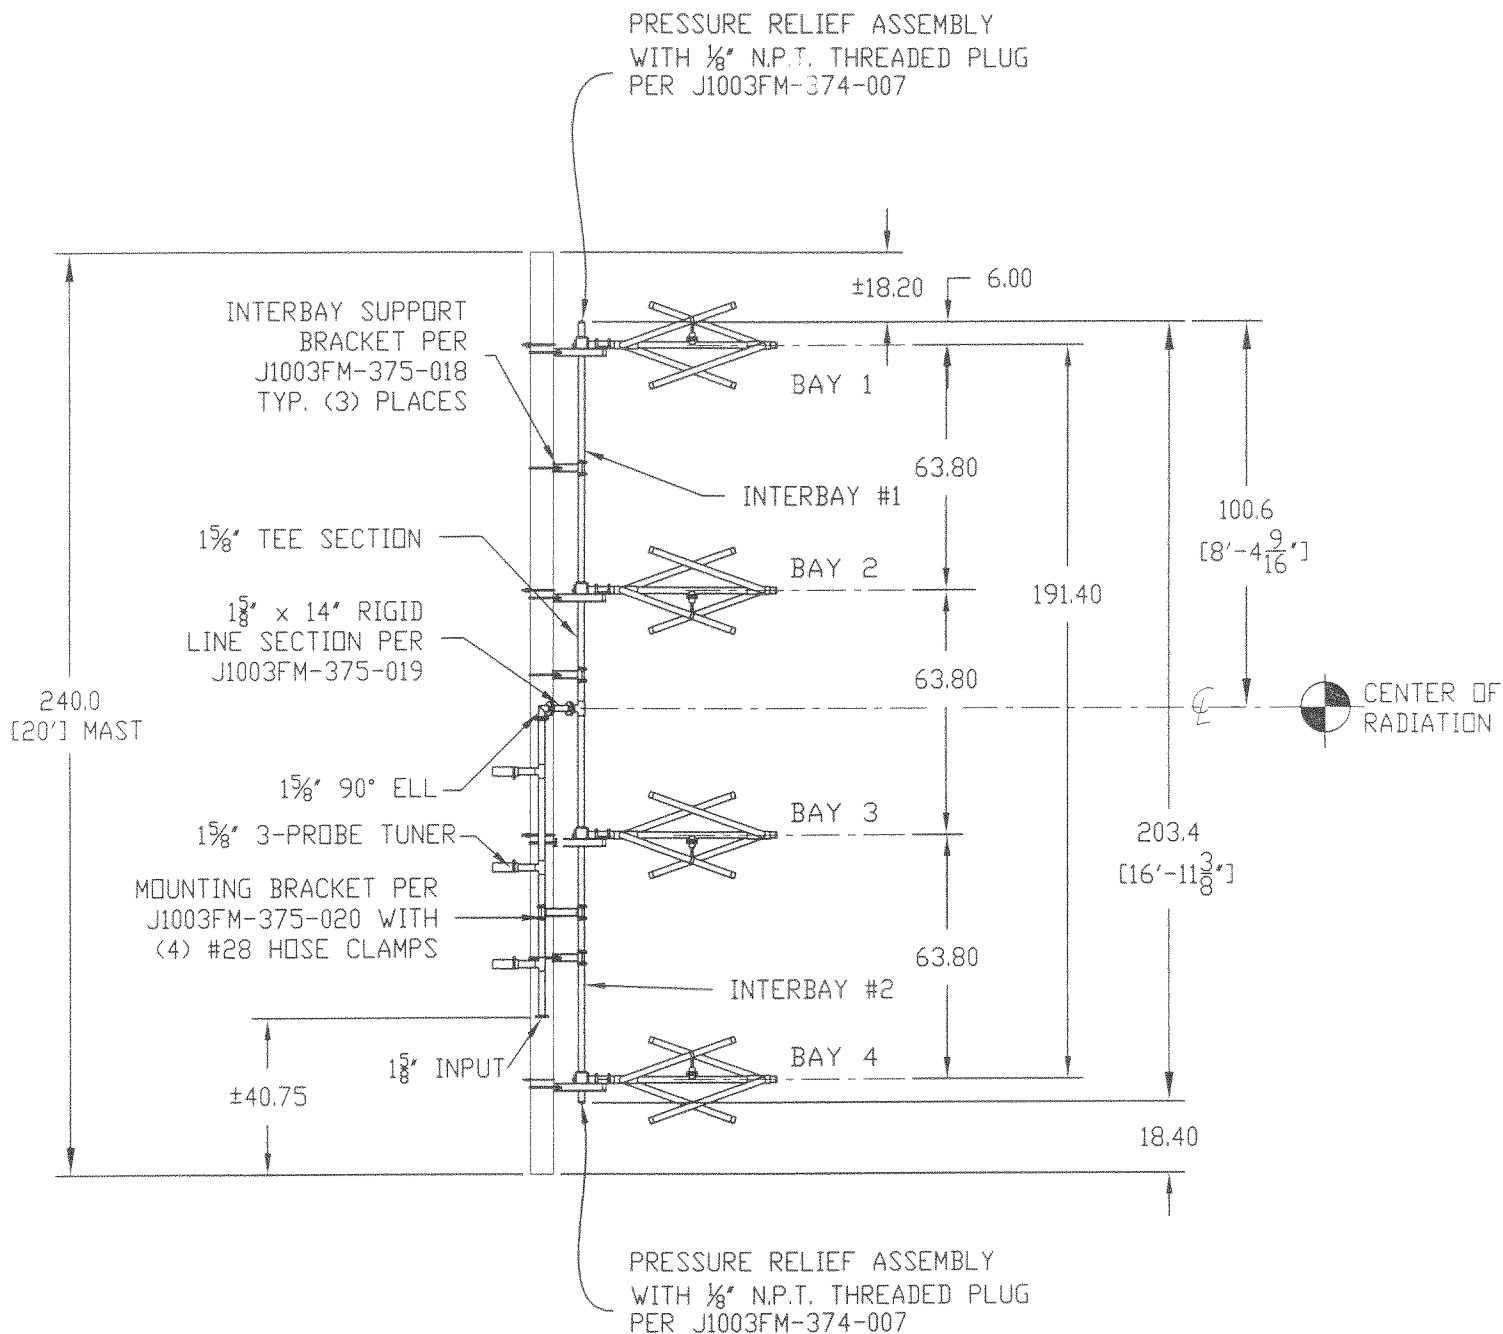 PRESSURE RELIEF ASSEMBLY
WITH ⅛" N.P.T. THREADED PLUG
PER J1003FM-374-007
±18.20
6.00
INTERBAY SUPPORT
BRACKET PER
J1003FM-375-018
TYP. (3) PLACES
BAY 1
63.80
INTERBAY #1
100.6
[8'-4 9/16"]
1⅝" TEE SECTION
BAY 2
191.40
1⅝" x 14" RIGID
LINE SECTION PER
J1003FM-375-019
63.80
240.0
[20'] MAST
℄
CENTER OF
RADIATION
1⅝" 90° ELL
BAY 3
1⅝" 3-PROBE TUNER
203.4
[16'-11 3/8"]
MOUNTING BRACKET PER
J1003FM-375-020 WITH
(4) #28 HOSE CLAMPS
63.80
INTERBAY #2
1⅝" INPUT
BAY 4
±40.75
18.40
PRESSURE RELIEF ASSEMBLY
WITH ⅛" N.P.T. THREADED PLUG
PER J1003FM-374-007